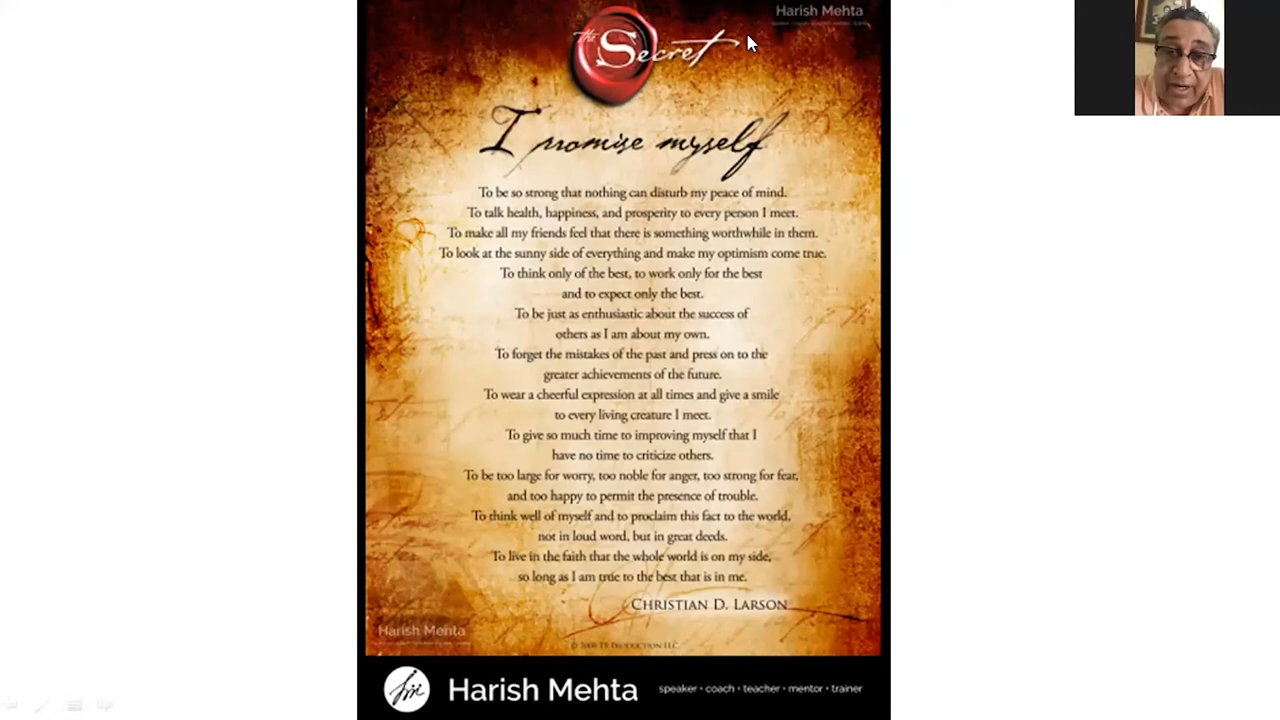 Harish Mehta
the Secret
I promise myself
To be so strong that nothing can disturb my peace of mind.
To talk health, happiness, and prosperity to every person I meet.
To make all my friends feel that there is something worthwhile in them.
To look at the sunny side of everything and make my optimism come true.
To think only of the best, to work only for the best
and to expect only the best.
To be just as enthusiastic about the success of
others as I am about my own.
To forget the mistakes of the past and press on to the
greater achievements of the future.
To wear a cheerful expression at all times and give a smile
to every living creature I meet.
To give so much time to improving myself that I
have no time to criticize others.
To be too large for worry, too noble for anger, too strong for fear,
and too happy to permit the presence of trouble.
To think well of myself and to proclaim this fact to the world,
not in loud word, but in great deeds.
To live in the faith that the whole world is on my side,
so long as I am true to the best that is in me.
CHRISTIAN D. LARSON
Harish Mehta
Harish Mehta
speaker • coach • teacher • mentor • trainer